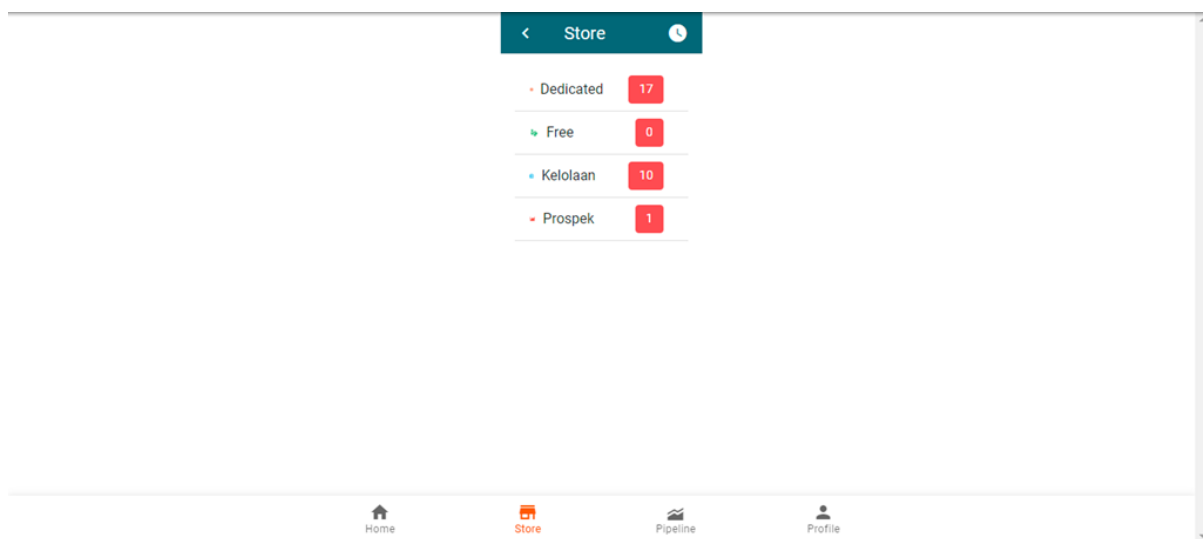 Store
Dedicated 17
Free 0
Kelolaan 10
Prospek 1
Home Store Pipeline Profile